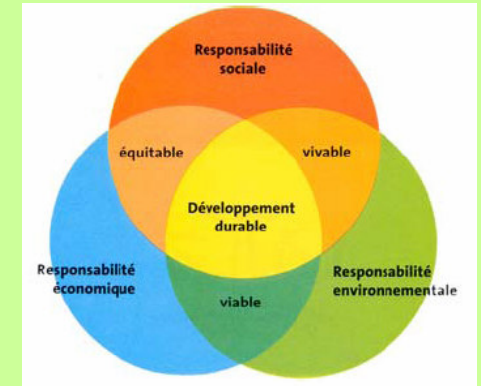 Responsabilité
sociale
équitable
vivable
Développement
durable
Responsabilité
économique
Responsabilité
environnementale
viable